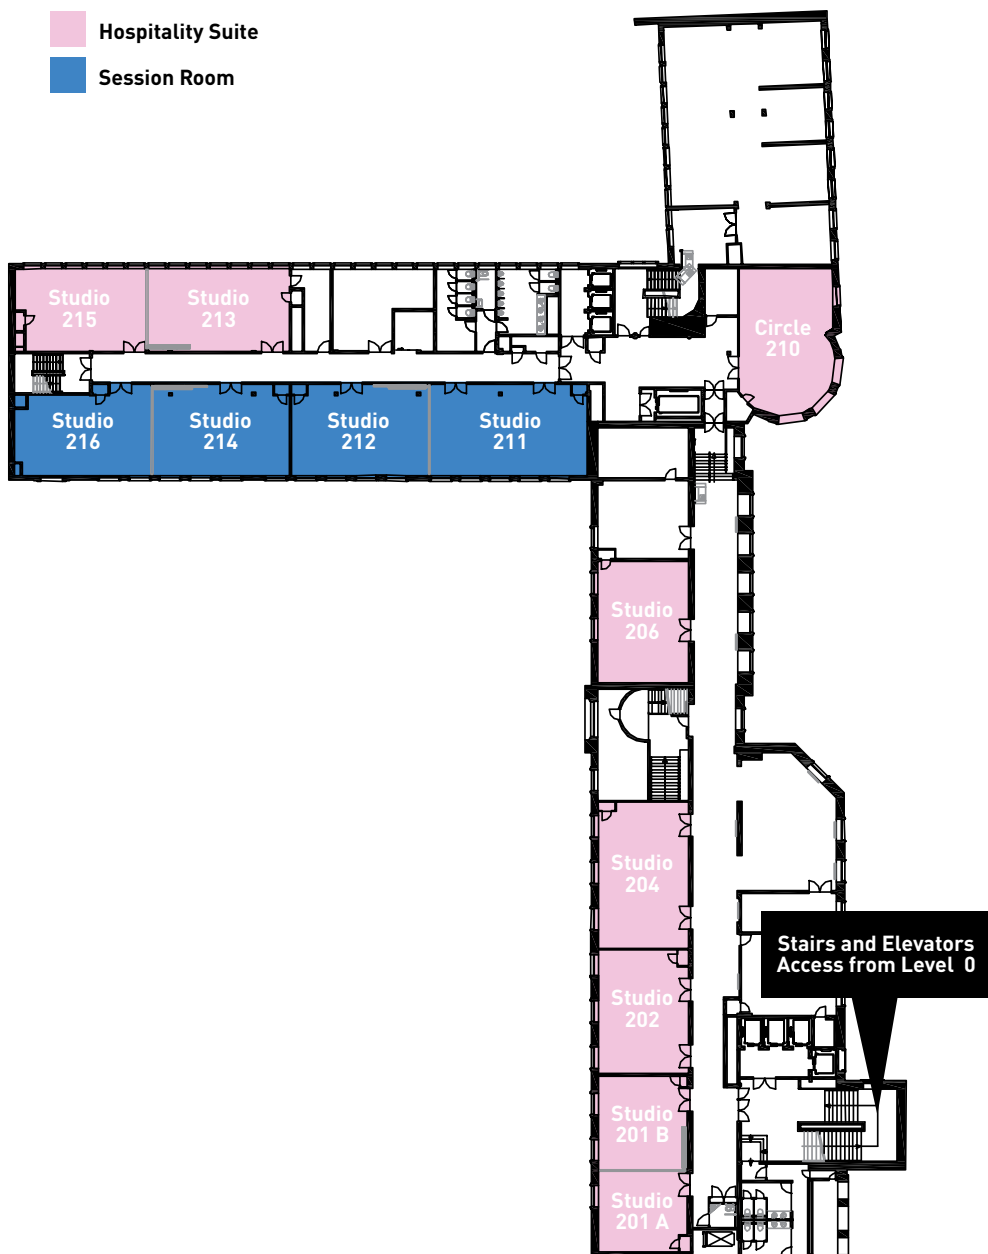 Hospitality Suite
Session Room
Studio
215
Studio
213
Circle
210
Studio
216
Studio
214
Studio
212
Studio
211
Studio
206
Studio
204
Stairs and Elevators
Access from Level 0
Studio
202
Studio
201 B
Studio
201 A